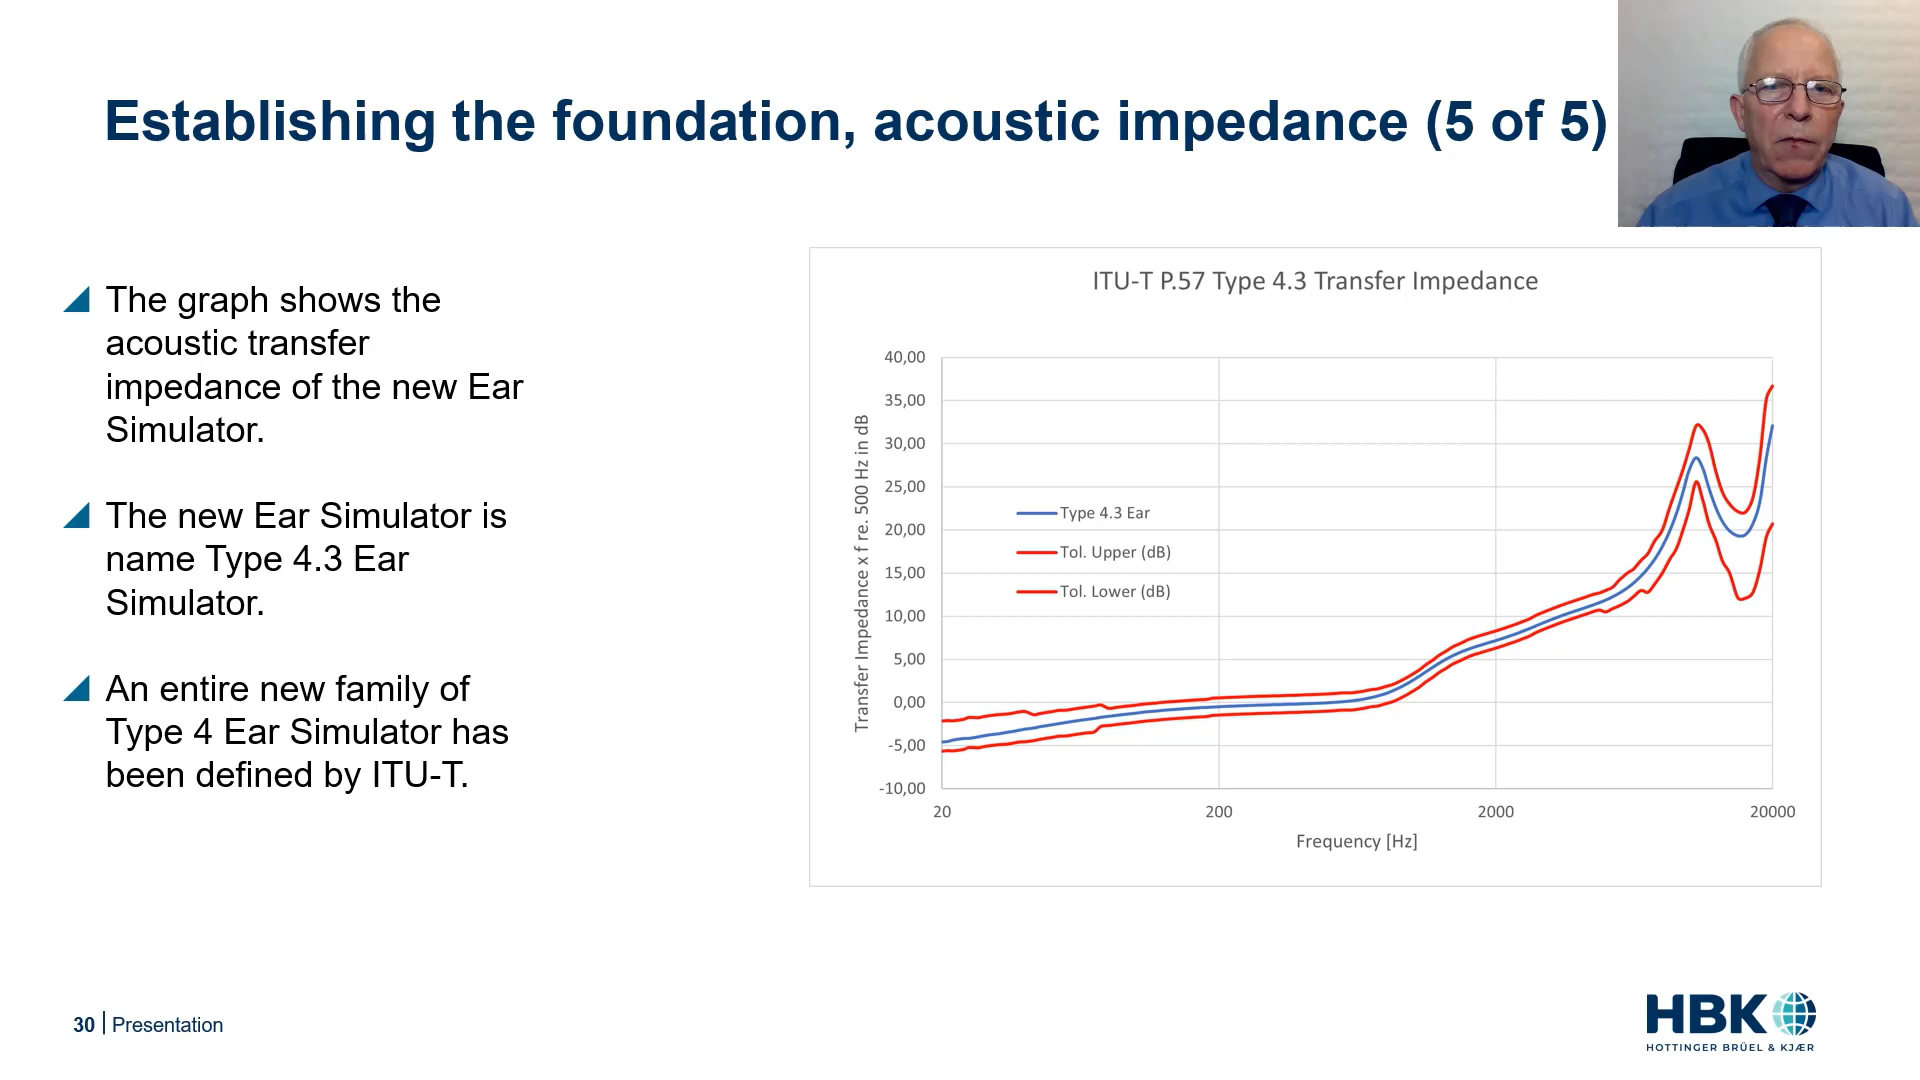 Establishing the foundation, acoustic impedance (5 of 5)
The graph shows the
acoustic transfer
impedance of the new Ear
Simulator.
The new Ear Simulator is
name Type 4.3 Ear
Simulator.
An entire new family of
Type 4 Ear Simulator has
been defined by ITU-T.
ITU-T P.57 Type 4.3 Transfer Impedance
Transfer Impedance x f re. 500 Hz in dB
40,00
35,00
30,00
25,00
20,00
15,00
10,00
5,00
0,00
-5,00
-10,00
Type 4.3 Ear
Tol. Upper (dB)
Tol. Lower (dB)
20 200 2000 20000
Frequency [Hz]
30 | Presentation
HBK
HOTTINGER BRÜEL & KJÆR